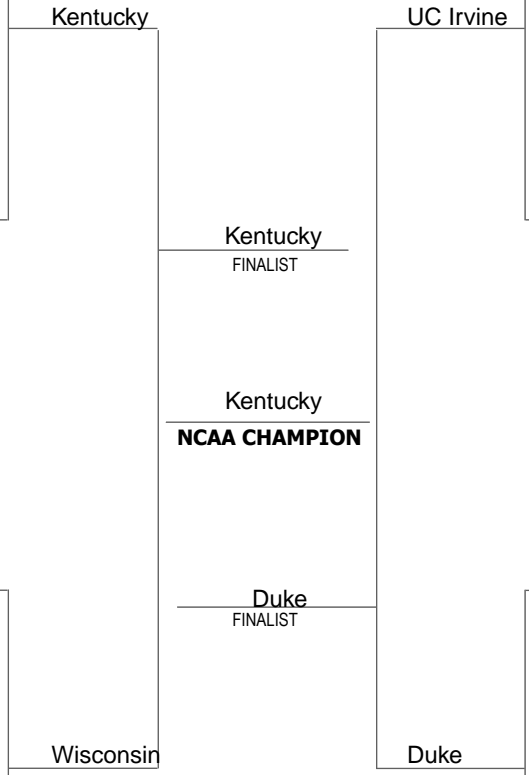 Kentucky
UC Irvine
Kentucky
FINALIST
Kentucky
NCAA CHAMPION
Duke
FINALIST
Wisconsin
Duke